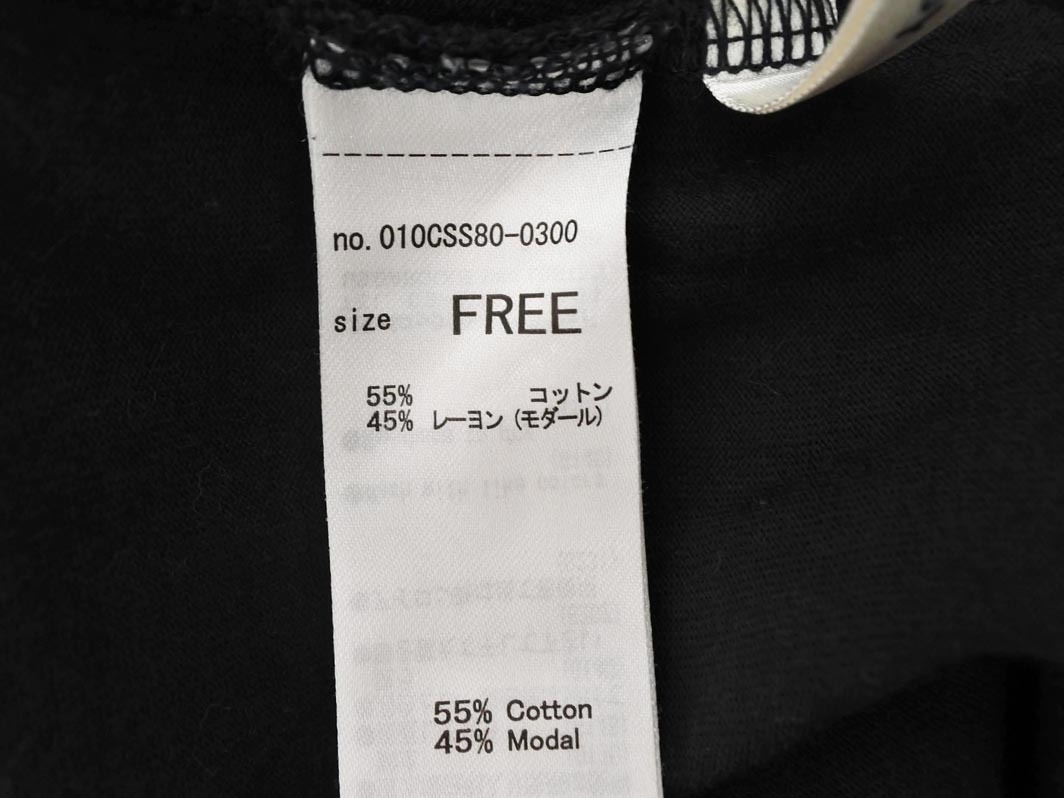 no. 010CSS80-0300
size FREE
55% コットン
45% レーヨン (モダール)
55% Cotton
45% Modal